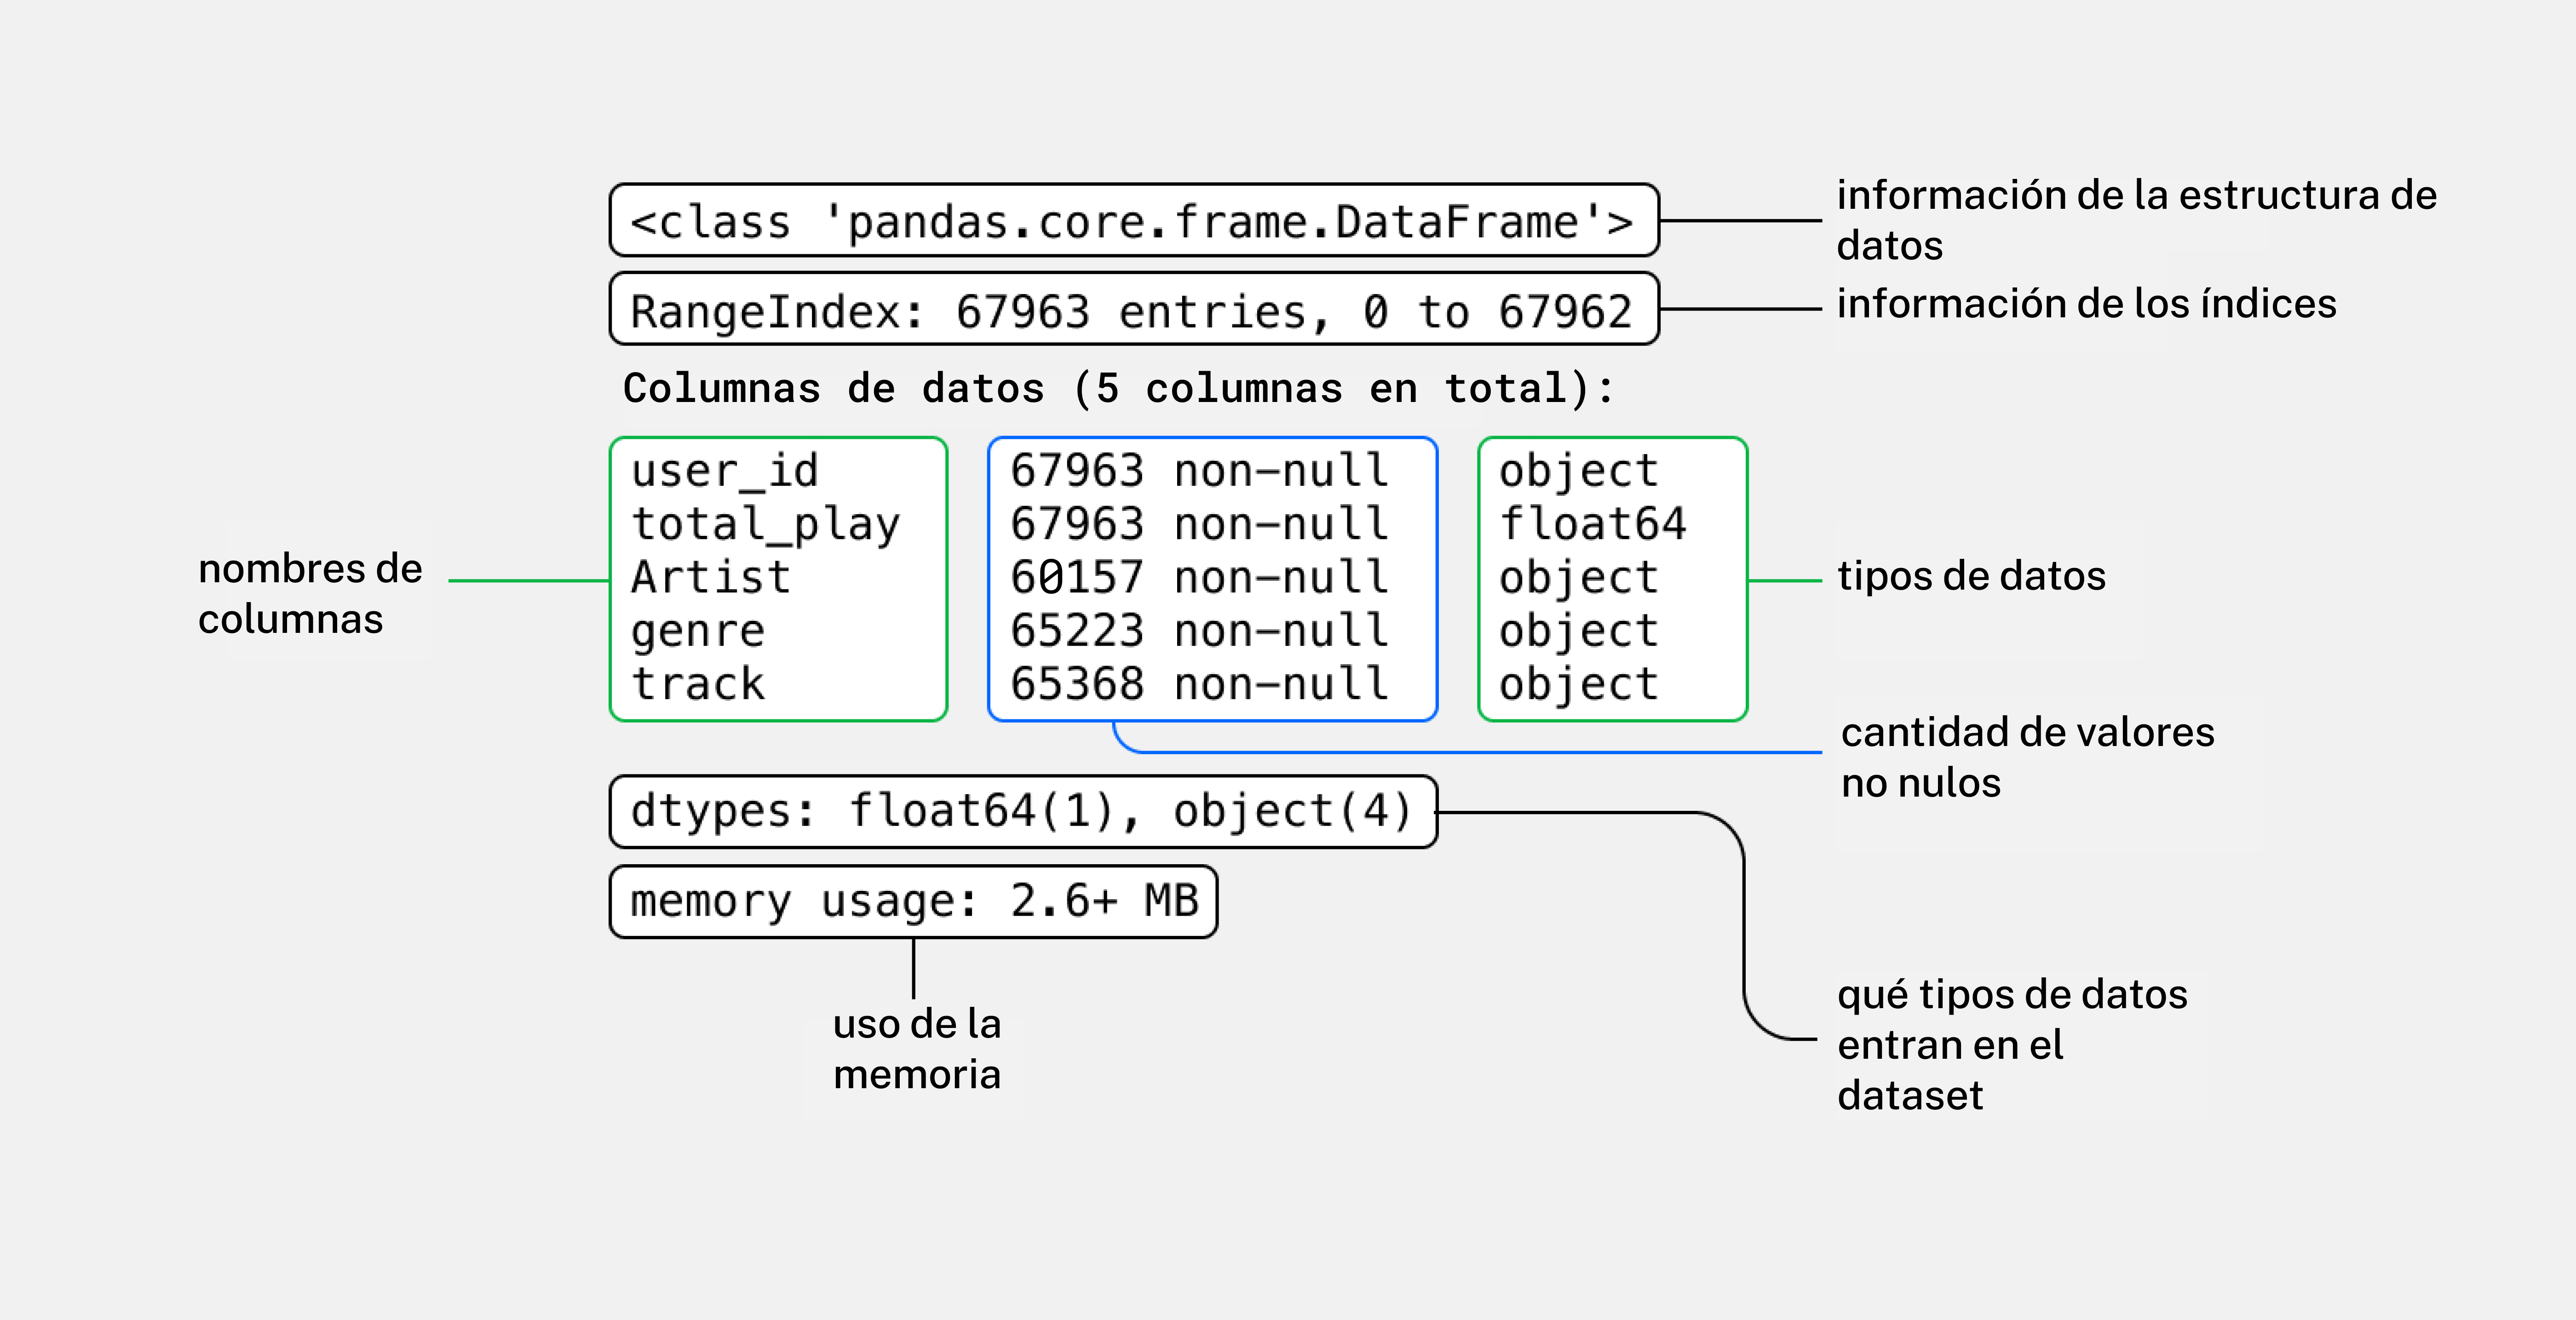 <class 'pandas.core.frame.DataFrame'>
información de la estructura de
datos
RangeIndex: 67963 entries, 0 to 67962
información de los índices
Columnas de datos (5 columnas en total):
user_id 67963 non-null object
total_play 67963 non-null float64
Artist 60157 non-null object
genre 65223 non-null object
track 65368 non-null object
nombres de
columnas
tipos de datos
cantidad de valores
no nulos
dtypes: float64(1), object(4)
memory usage: 2.6+ MB
uso de la
memoria
qué tipos de datos
entran en el
dataset